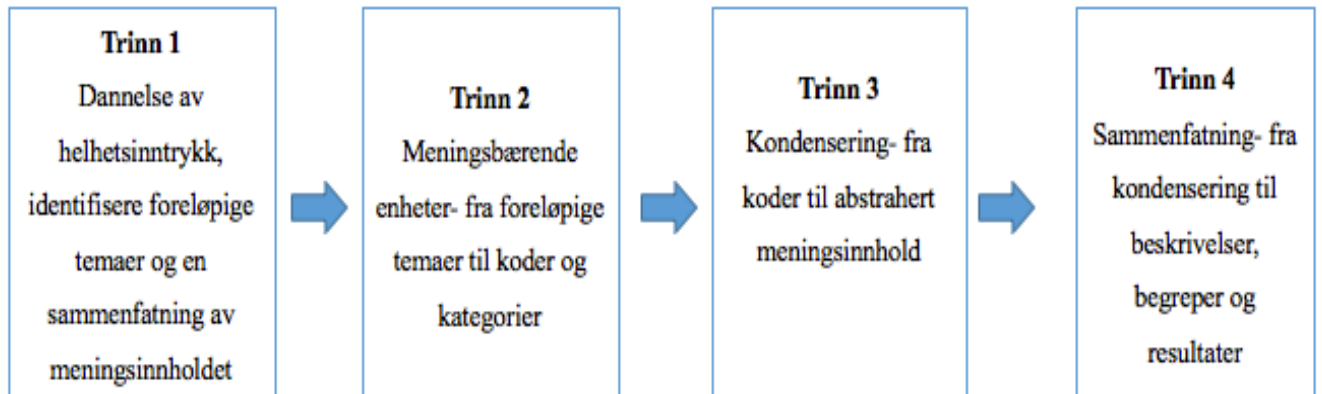 Trinn 1
Dannelse av
helhetsinntrykk,
identifisere foreløpige
temaer og en
sammenfatning av
meningsinnholdet
Trinn 2
Meningsbærende
enheter- fra foreløpige
temaer til koder og
kategorier
Trinn 3
Kondensering- fra
koder til abstrahert
meningsinnhold
Trinn 4
Sammenfatning- fra
kondensering til
beskrivelser,
begreper og
resultater